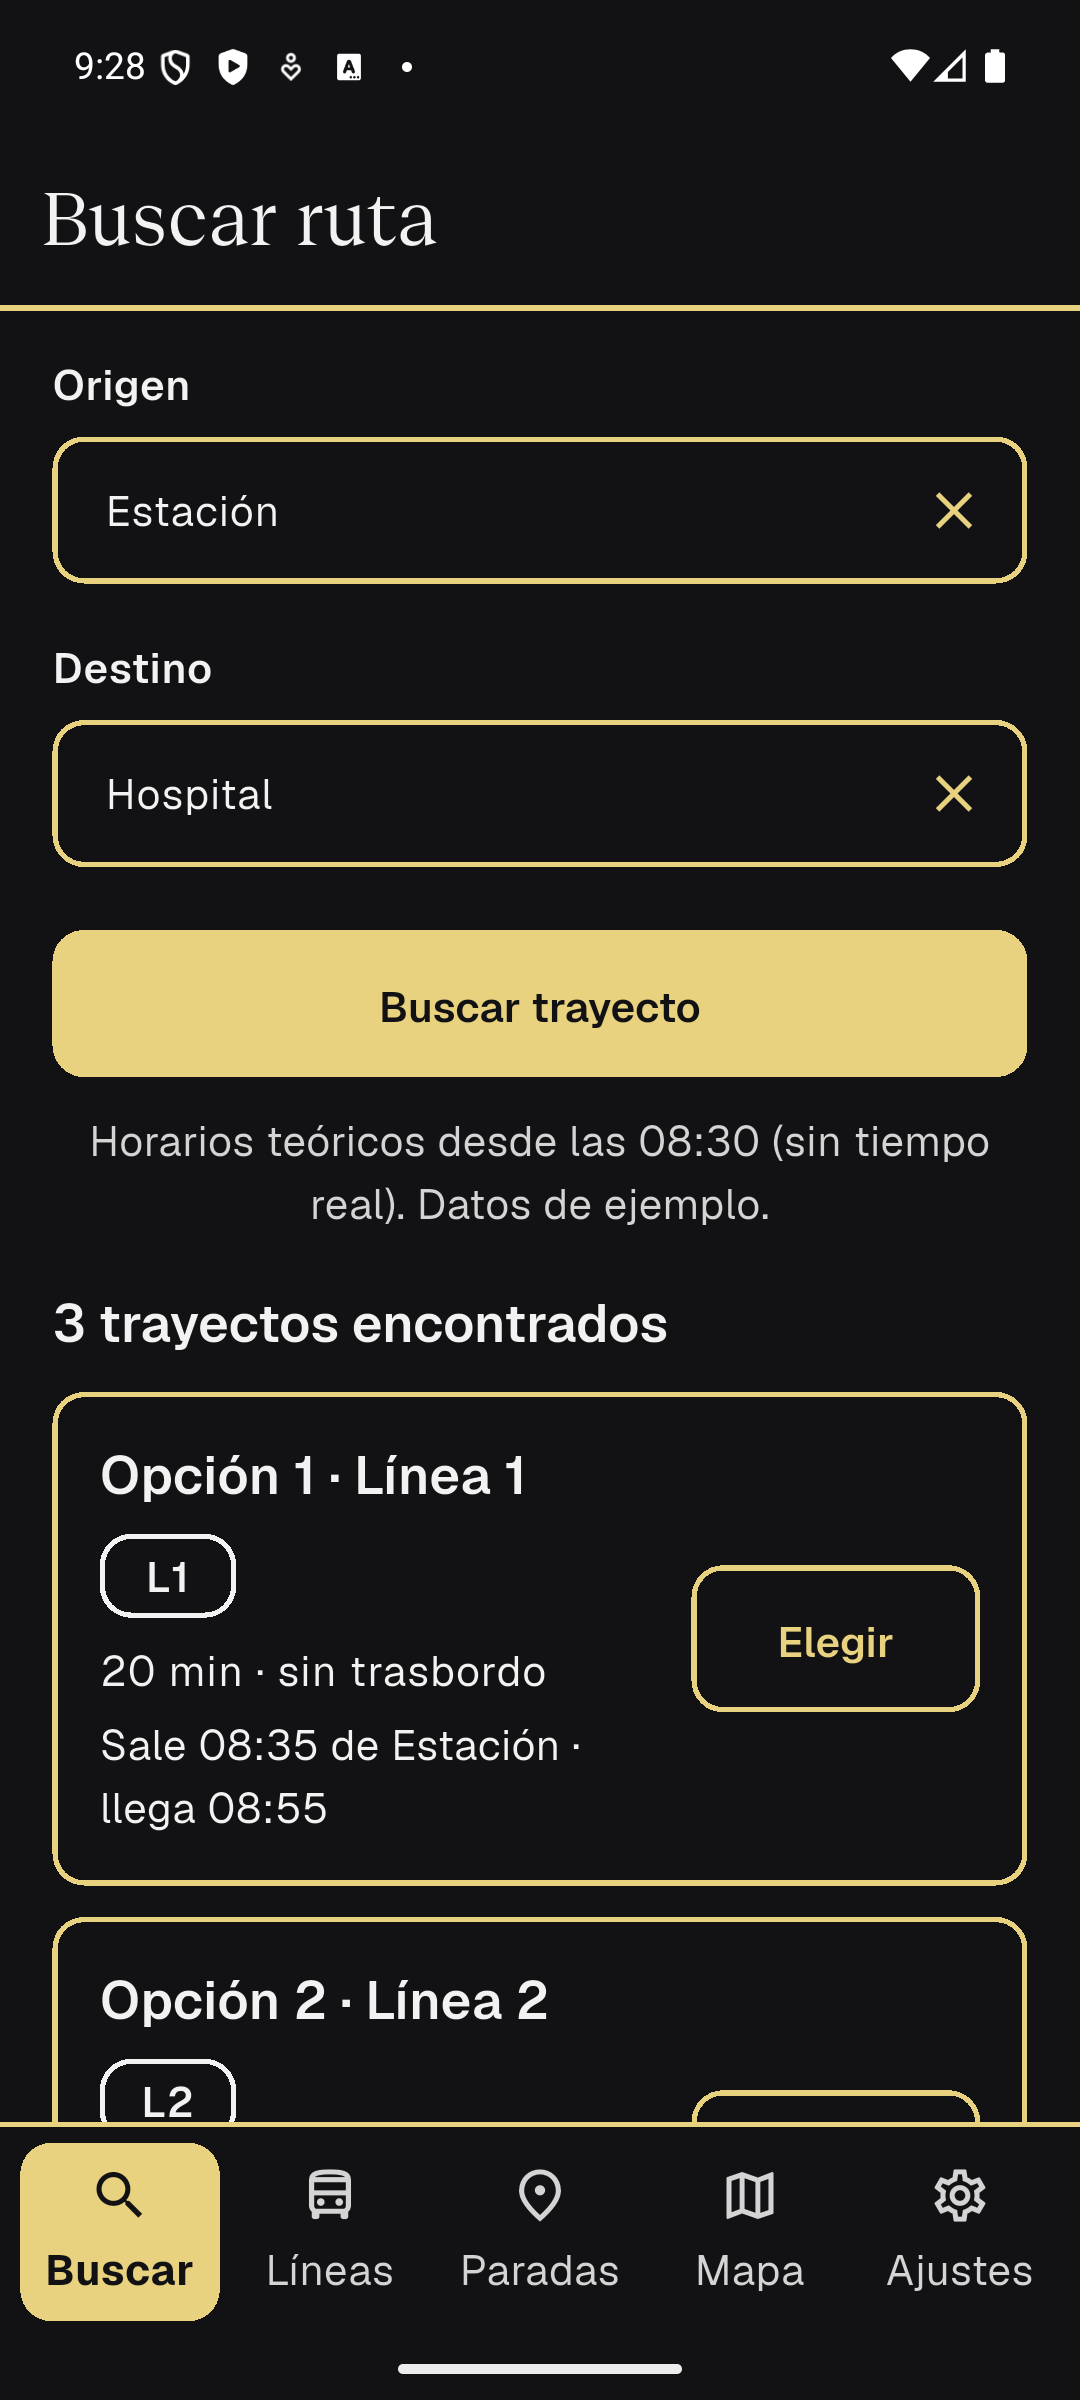 9:28
Buscar ruta
Origen
Estación
Destino
Hospital
Buscar trayecto
Horarios teóricos desde las 08:30 (sin tiempo
real). Datos de ejemplo.
3 trayectos encontrados
Opción 1 · Línea 1
L1
Elegir
20 min · sin trasbordo
Sale 08:35 de Estación ·
llega 08:55
Opción 2 · Línea 2
L2
Buscar
Líneas
Paradas
Mapa
Ajustes